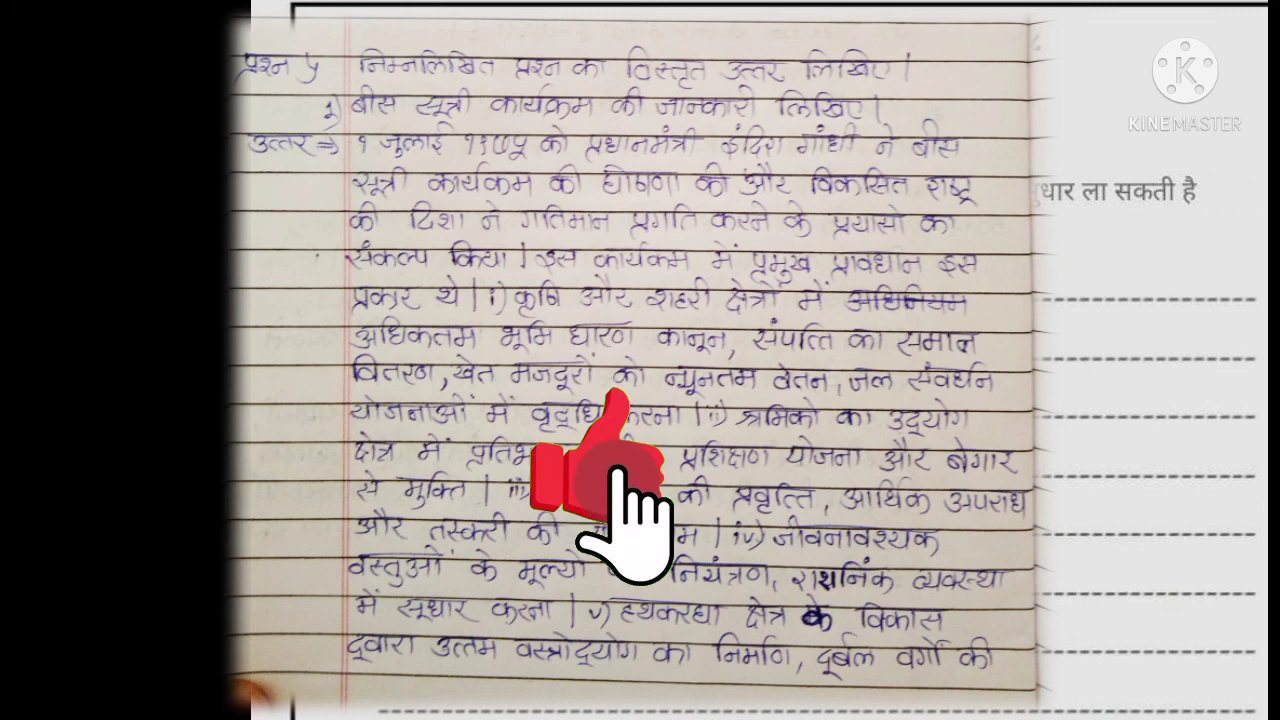 प्रश्न ५ निम्नलिखित प्रश्न का विस्तृत उत्तर लिखिए।
१) बीस सूत्री कार्यक्रम की जानकारी लिखिए।
उत्तर ⇒ १ जुलाई १९७५ को प्रधानमंत्री इंदिरा गांधी ने बीस
सूत्री कार्यक्रम की घोषणा की और विकसित राष्ट्र
की दिशा ने गतिमान प्रगति करने के प्रयासो का
संकल्प किया। इस कार्यक्रम में प्रमुख प्रावधान इस
प्रकार थे। i) कृषि और शहरी क्षेत्रों में अधिनियम
अधिकतम भूमि धारण कानून, संपत्ति का समान
वितरण, खेत मजदूरों को न्यूनतम वेतन, जल संवर्धन
योजनाओं में वृद्धि करना। ii) श्रमिको का उद्योग
क्षेत्र में प्रशिक्षण योजना और बेगार
से मुक्ति। की प्रवृत्ति, आर्थिक अपराध
और तस्करी की iv) जीवनावश्यक
वस्तुओं के मूल्यो नियंत्रण, राशनिंक व्यवस्था
में सूधार करना। v) हथकरघा क्षेत्र के विकास
द्वारा उत्तम वस्त्रोद्योग का निर्माण, दूर्बल वर्गो की
धार ला सकती है
KINEMASTER